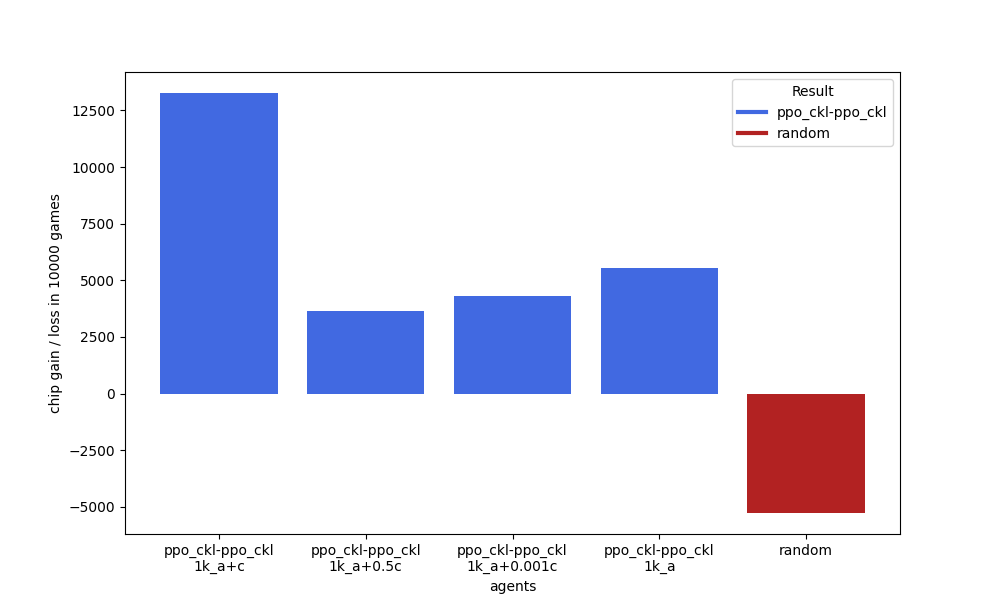 Result
ppo_ckl-ppo_ckl
random
chip gain / loss in 10000 games
12500
10000
7500
5000
2500
0
−2500
−5000
ppo_ckl-ppo_ckl
1k_a+c
ppo_ckl-ppo_ckl
1k_a+0.5c
ppo_ckl-ppo_ckl
1k_a+0.001c
ppo_ckl-ppo_ckl
1k_a
random
agents